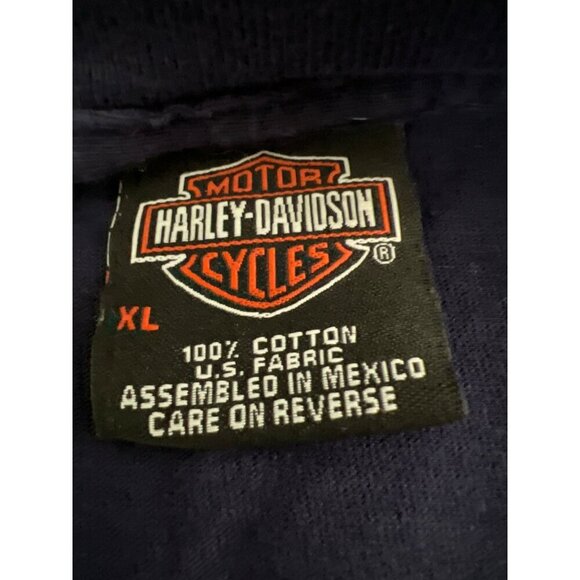 MOTOR
HARLEY-DAVIDSON
CYCLES
®
XL
100% COTTON
U.S. FABRIC
ASSEMBLED IN MEXICO
CARE ON REVERSE